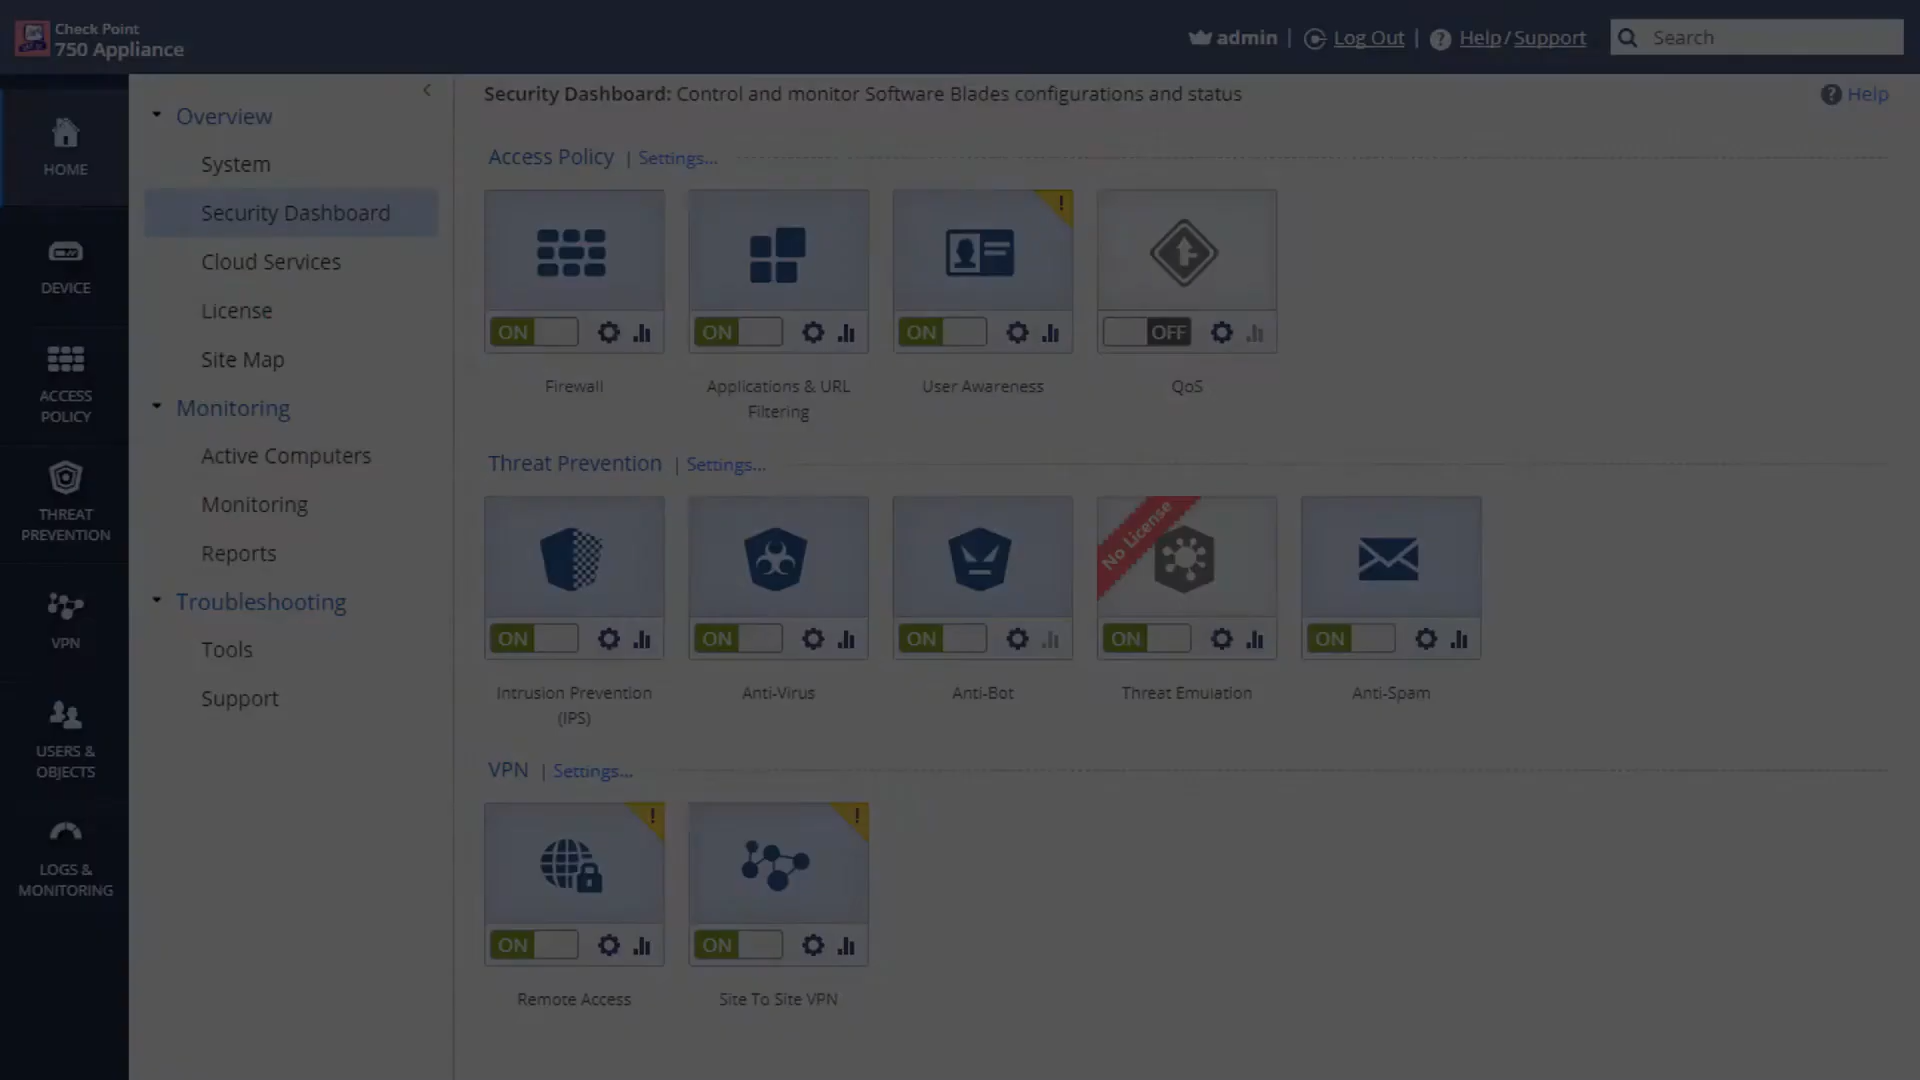 Check Point
750 Appliance
admin | Log Out | Help / Support
Search
HOME
DEVICE
ACCESS
POLICY
THREAT
PREVENTION
VPN
USERS &
OBJECTS
LOGS &
MONITORING
Overview
System
Security Dashboard
Cloud Services
License
Site Map
Monitoring
Active Computers
Monitoring
Reports
Troubleshooting
Tools
Support
Security Dashboard: Control and monitor Software Blades configurations and status
Help
Access Policy | Settings...
!
ON
ON
ON
OFF
Firewall
Applications & URL
Filtering
User Awareness
QoS
Threat Prevention | Settings...
No License
ON
ON
ON
ON
ON
Intrusion Prevention
(IPS)
Anti-Virus
Anti-Bot
Threat Emulation
Anti-Spam
VPN | Settings...
!
!
ON
ON
Remote Access
Site To Site VPN